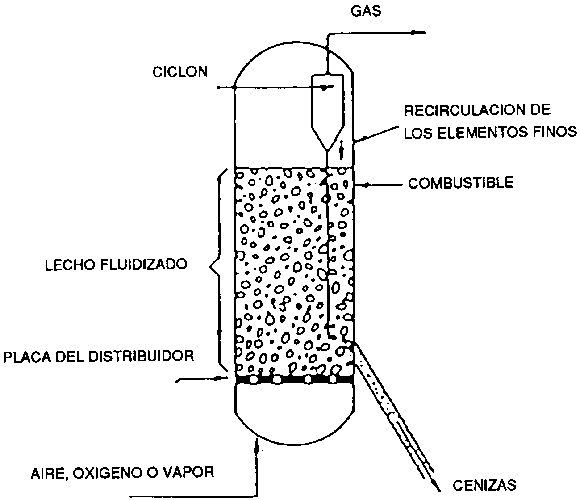 GAS
CICLON
RECIRCULACION DE
LOS ELEMENTOS FINOS
COMBUSTIBLE
LECHO FLUIDIZADO
PLACA DEL DISTRIBUIDOR
AIRE, OXIGENO O VAPOR
CENIZAS